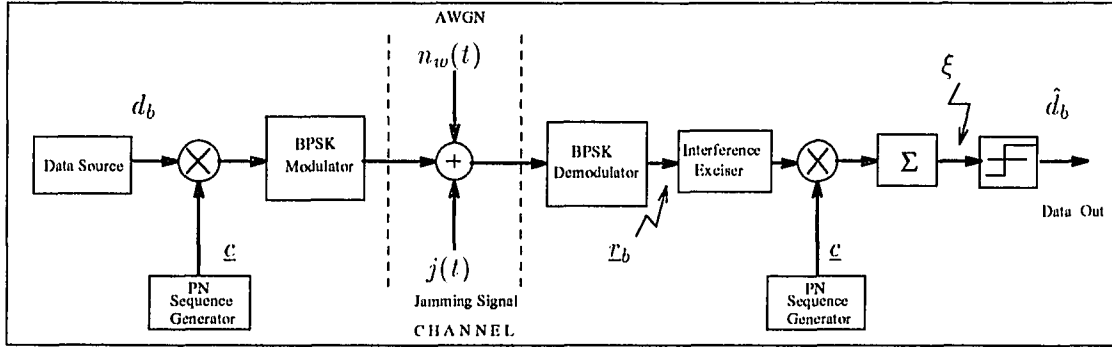 AWGN
n_w(t)
d_b
ξ
d̂_b
Data Source
×
BPSK
Modulator
+
BPSK
Demodulator
Interference
Exciser
×
Σ
Data Out
c
r_b
c
PN
Sequence
Generator
j(t)
Jamming Signal
CHANNEL
PN
Sequence
Generator